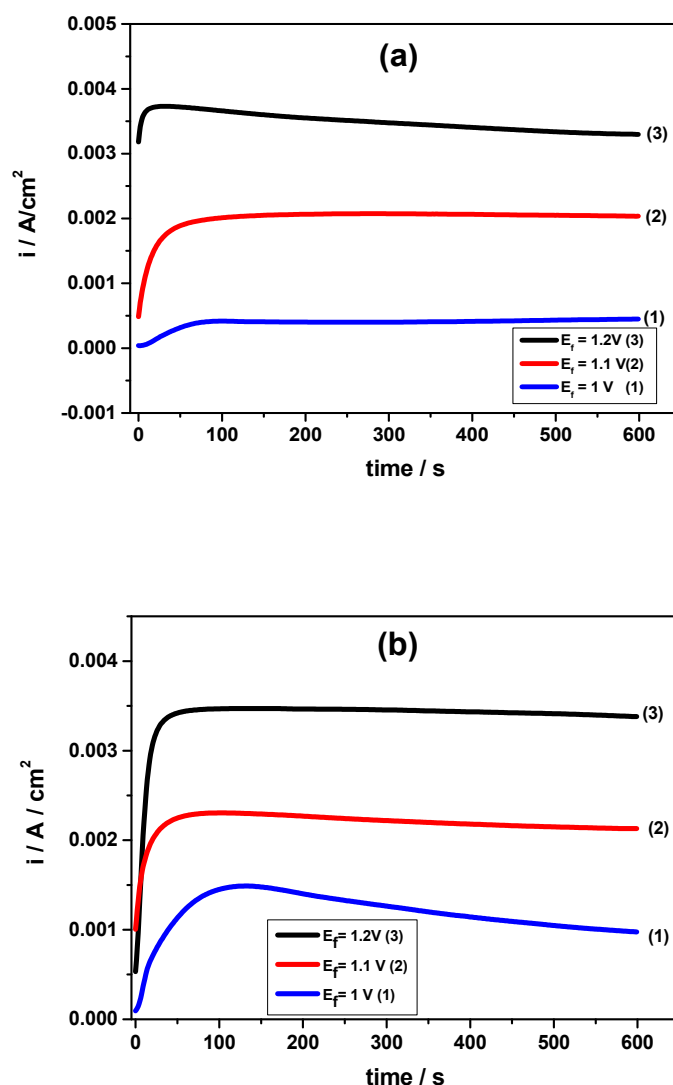 (a)
0.005
0.004
0.003
0.002
0.001
0.000
-0.001
i / A/cm2
(3)
(2)
(1)
Ef = 1.2V (3)
Ef = 1.1 V(2)
Ef = 1 V (1)
0 100 200 300 400 500 600
time / s
(b)
0.004
0.003
0.002
0.001
0.000
i / A / cm2
(3)
(2)
(1)
Ef= 1.2V (3)
Ef= 1.1 V (2)
Ef= 1 V (1)
0 100 200 300 400 500 600
time / s